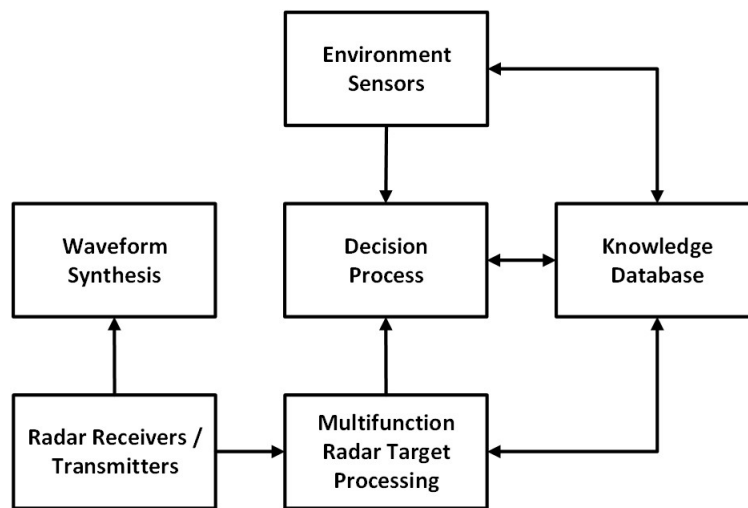 Environment
Sensors
Waveform
Synthesis
Decision
Process
Knowledge
Database
Radar Receivers /
Transmitters
Multifunction
Radar Target
Processing